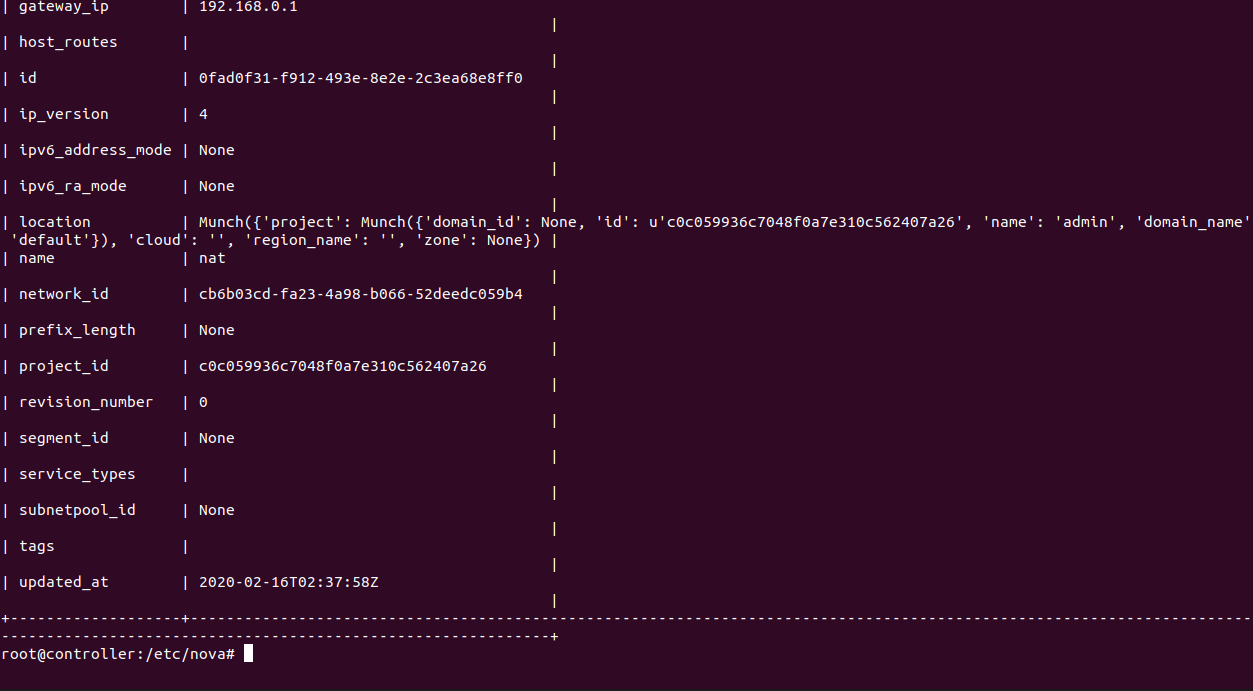 | gateway_ip        | 192.168.0.1
|
| host_routes       |
|
| id                | 0fad0f31-f912-493e-8e2e-2c3ea68e8ff0
|
| ip_version        | 4
|
| ipv6_address_mode | None
|
| ipv6_ra_mode      | None
|
| location          | Munch({'project': Munch({'domain_id': None, 'id': u'c0c059936c7048f0a7e310c562407a26', 'name': 'admin', 'domain_name'
 'default'}), 'cloud': '', 'region_name': '', 'zone': None}) |
| name              | nat
|
| network_id        | cb6b03cd-fa23-4a98-b066-52deedc059b4
|
| prefix_length     | None
|
| project_id        | c0c059936c7048f0a7e310c562407a26
|
| revision_number   | 0
|
| segment_id        | None
|
| service_types     |
|
| subnetpool_id     | None
|
| tags              |
|
| updated_at        | 2020-02-16T02:37:58Z
|
+-------------------+----------------------------------------------------------------------------------------------------------------------
-------------------------------------------------------------+
root@controller:/etc/nova#